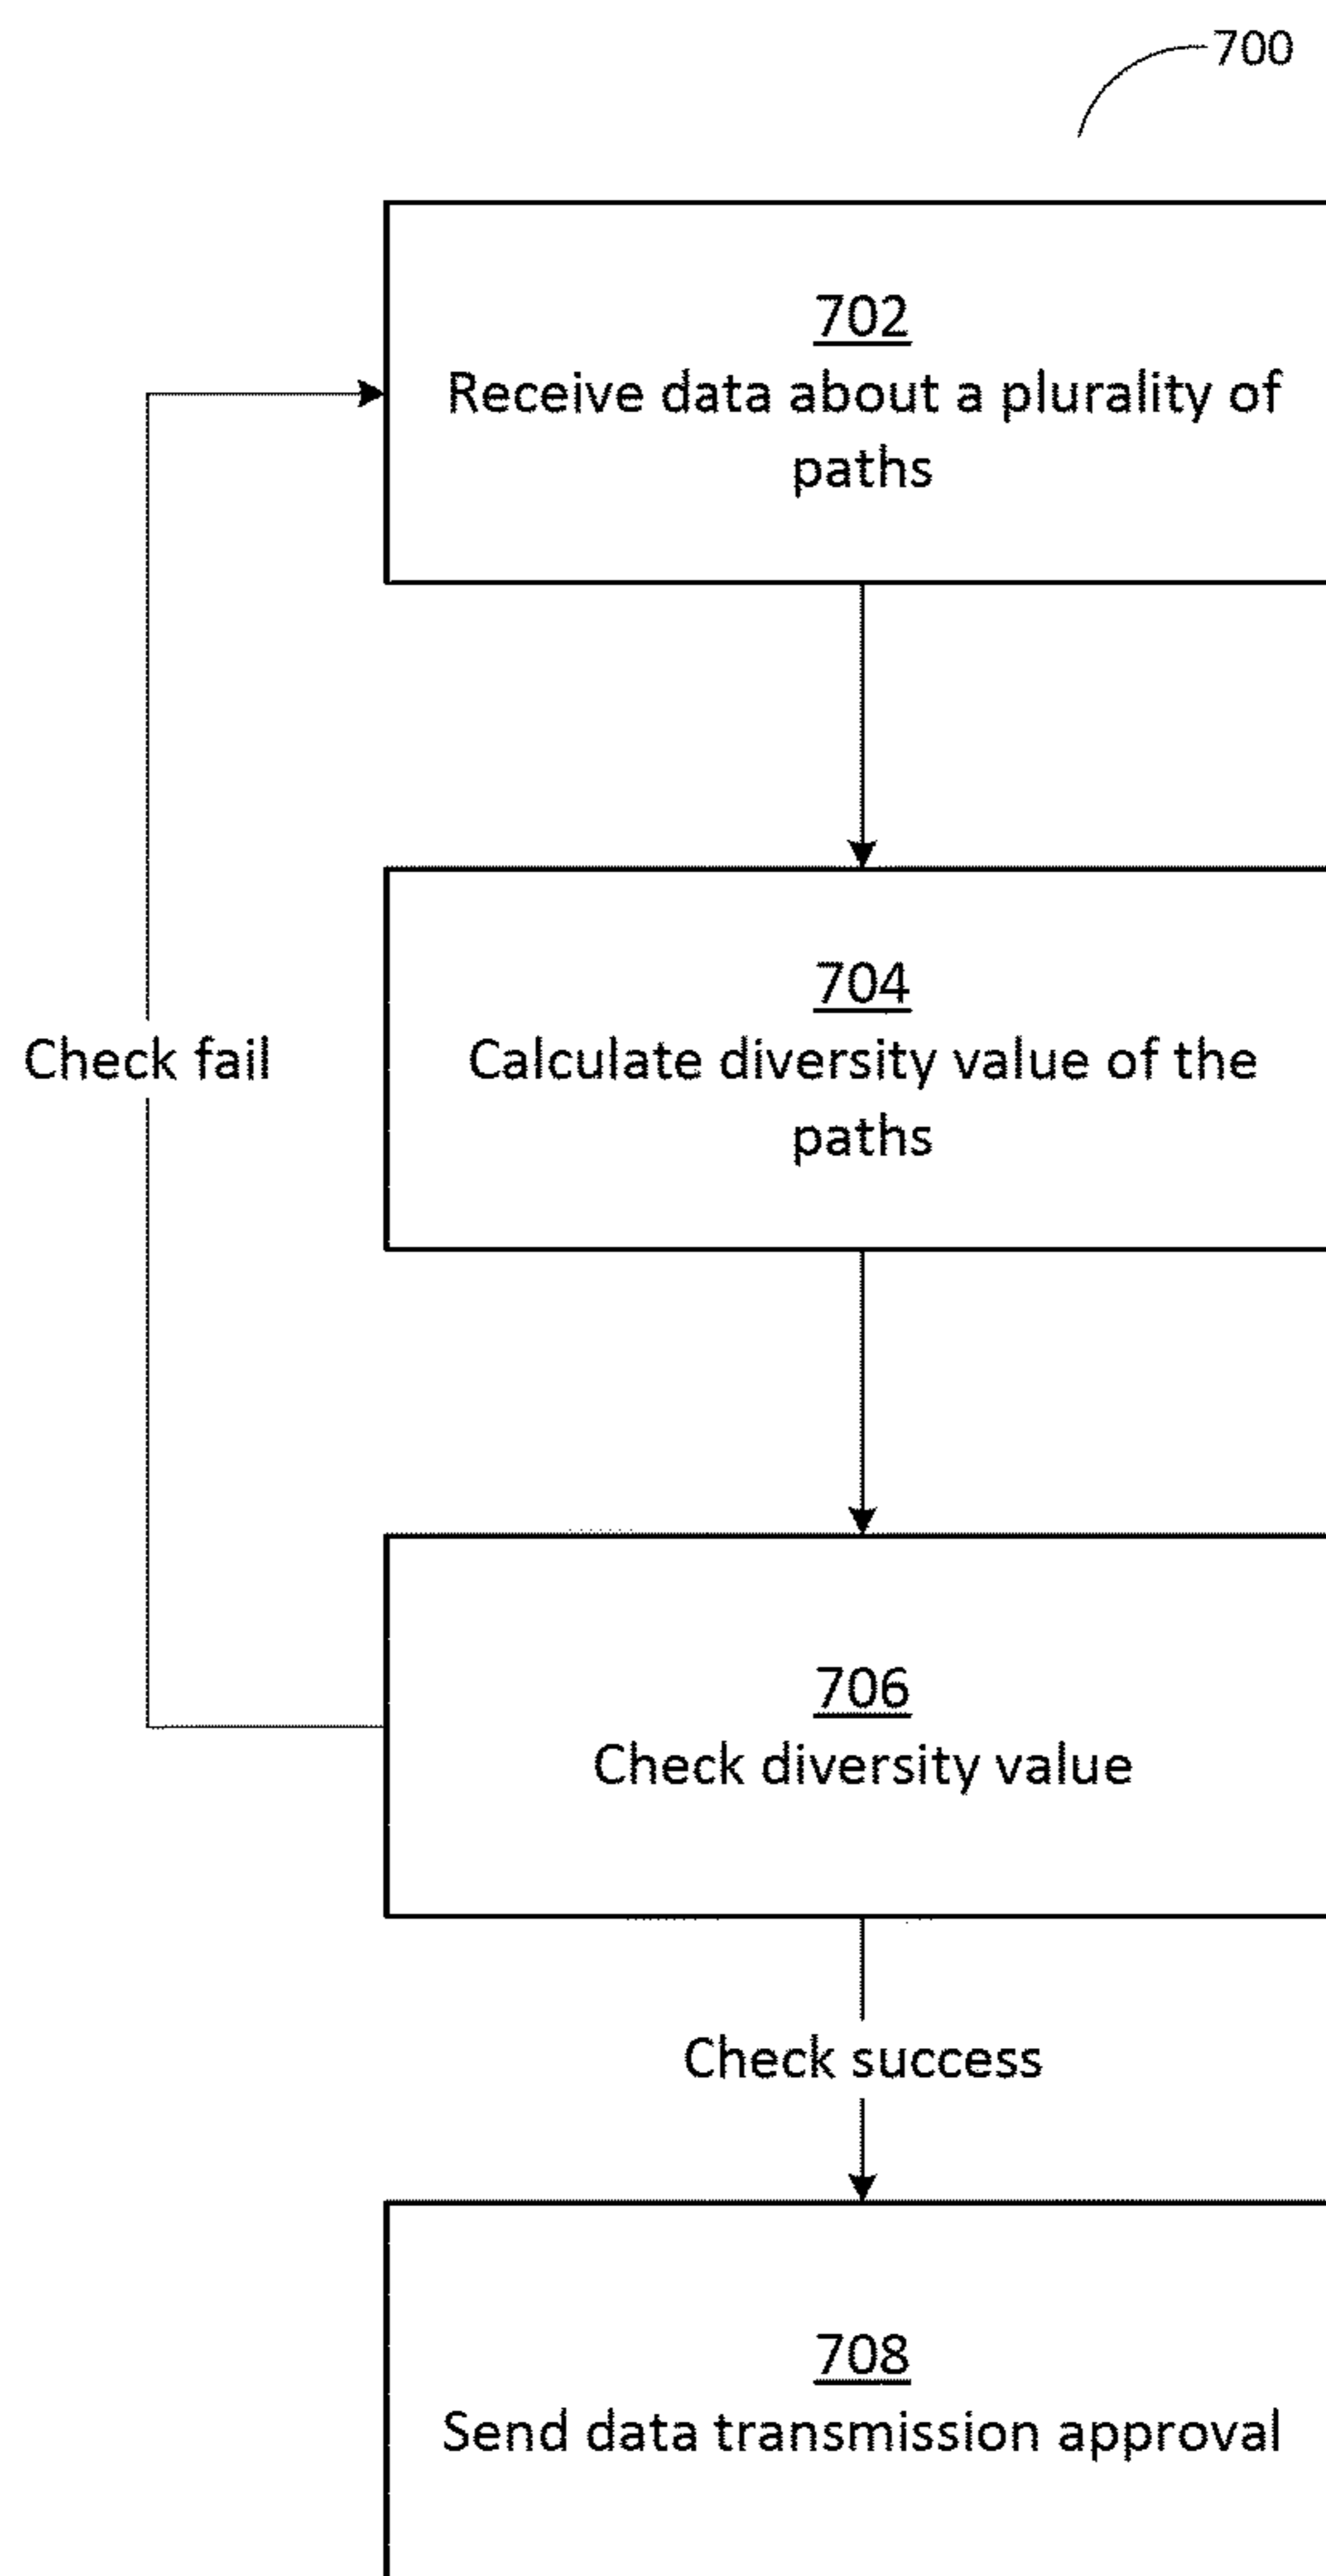 700
702
Receive data about a plurality of
paths
704
Calculate diversity value of the
paths
Check fail
706
Check diversity value
Check success
708
Send data transmission approval